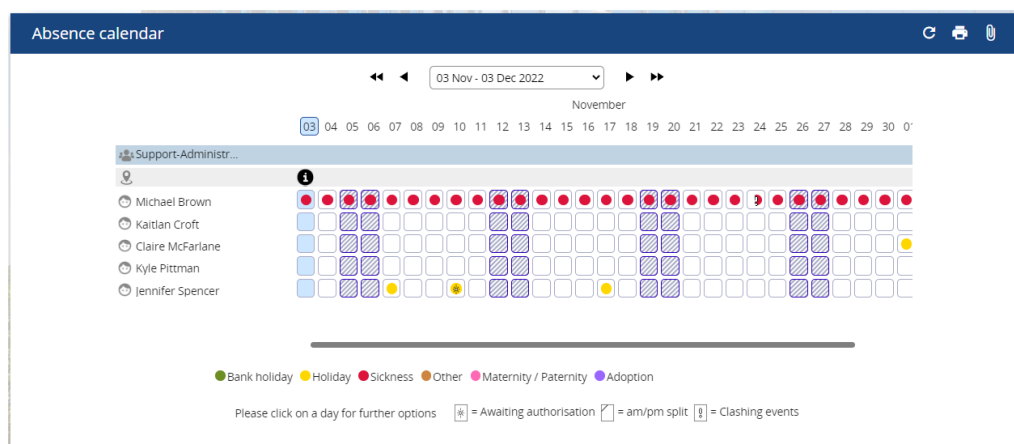 Absence calendar
03 Nov - 03 Dec 2022
November
03 04 05 06 07 08 09 10 11 12 13 14 15 16 17 18 19 20 21 22 23 24 25 26 27 28 29 30 01
Support-Administr...
Michael Brown
Kaitlan Croft
Claire McFarlane
Kyle Pittman
Jennifer Spencer
Bank holiday Holiday Sickness Other Maternity / Paternity Adoption
Please click on a day for further options = Awaiting authorisation = am/pm split = Clashing events